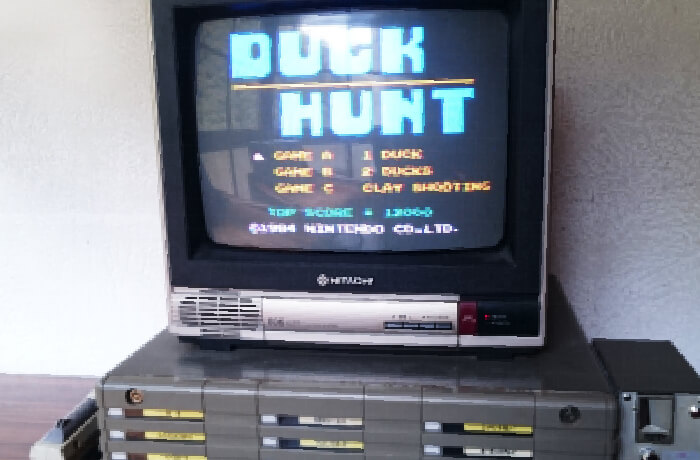 DUCK
HUNT
GAME A 1 DUCK
GAME B 2 DUCKS
GAME C CLAY SHOOTING
TOP SCORE = 12000
©1984 NINTENDO CO.,LTD.
HITACHI